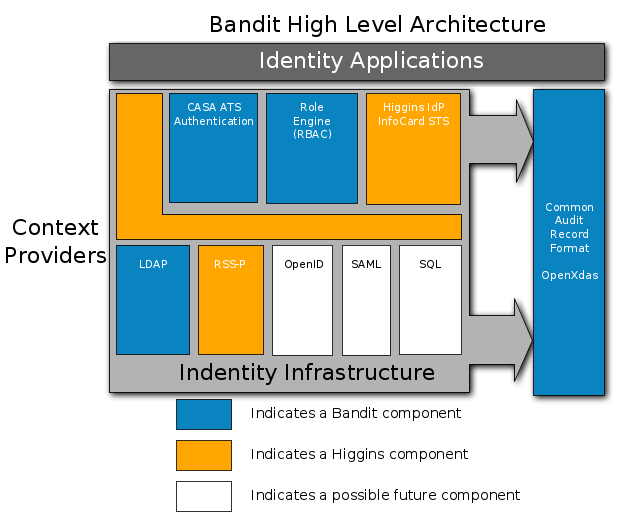 Bandit High Level Architecture
Identity Applications
CASA ATS
Authentication
Role
Engine
(RBAC)
Higgins IdP
InfoCard STS
Common
Audit
Record
Format
OpenXdas
Context
Providers
LDAP
RSS-P
OpenID
SAML
SQL
Indentity Infrastructure
Indicates a Bandit component
Indicates a Higgins component
Indicates a possible future component